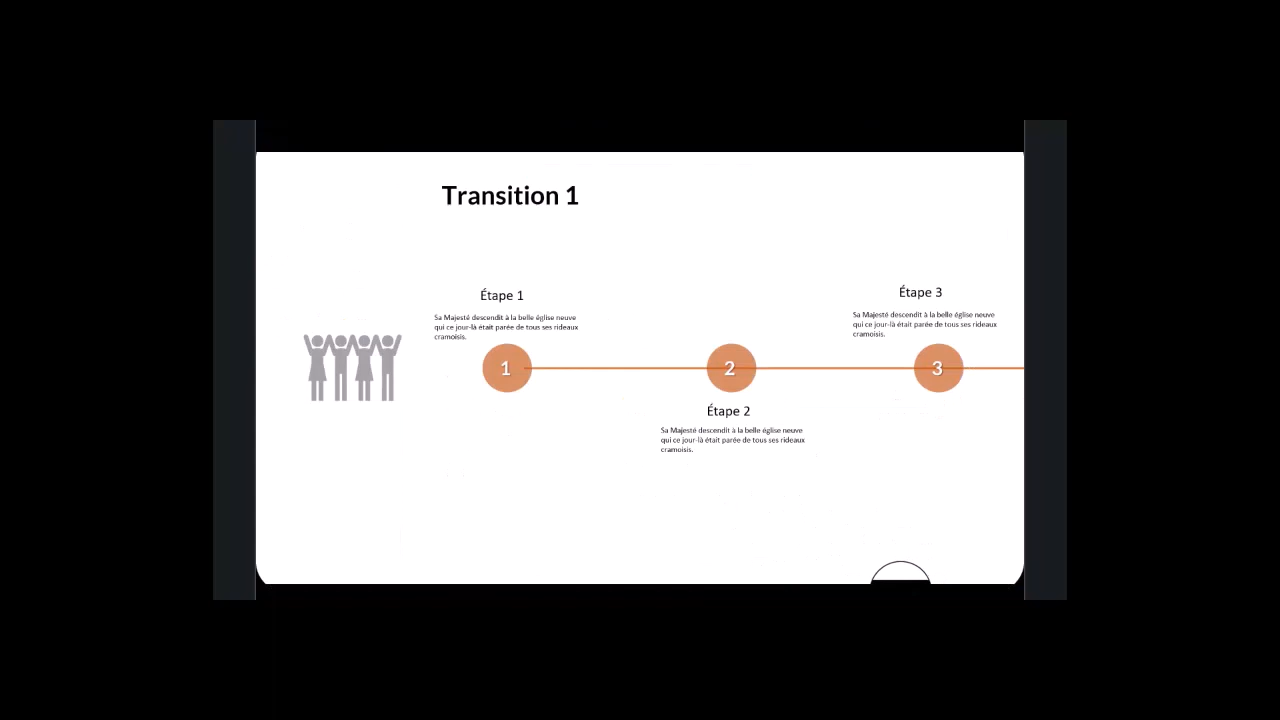 Transition 1
Étape 1
Sa Majesté descendit à la belle église neuve
qui ce jour-là était parée de tous ses rideaux
cramoisis.
1
2
Étape 2
Sa Majesté descendit à la belle église neuve
qui ce jour-là était parée de tous ses rideaux
cramoisis.
Étape 3
Sa Majesté descendit à la belle église neuve
qui ce jour-là était parée de tous ses rideaux
cramoisis.
3